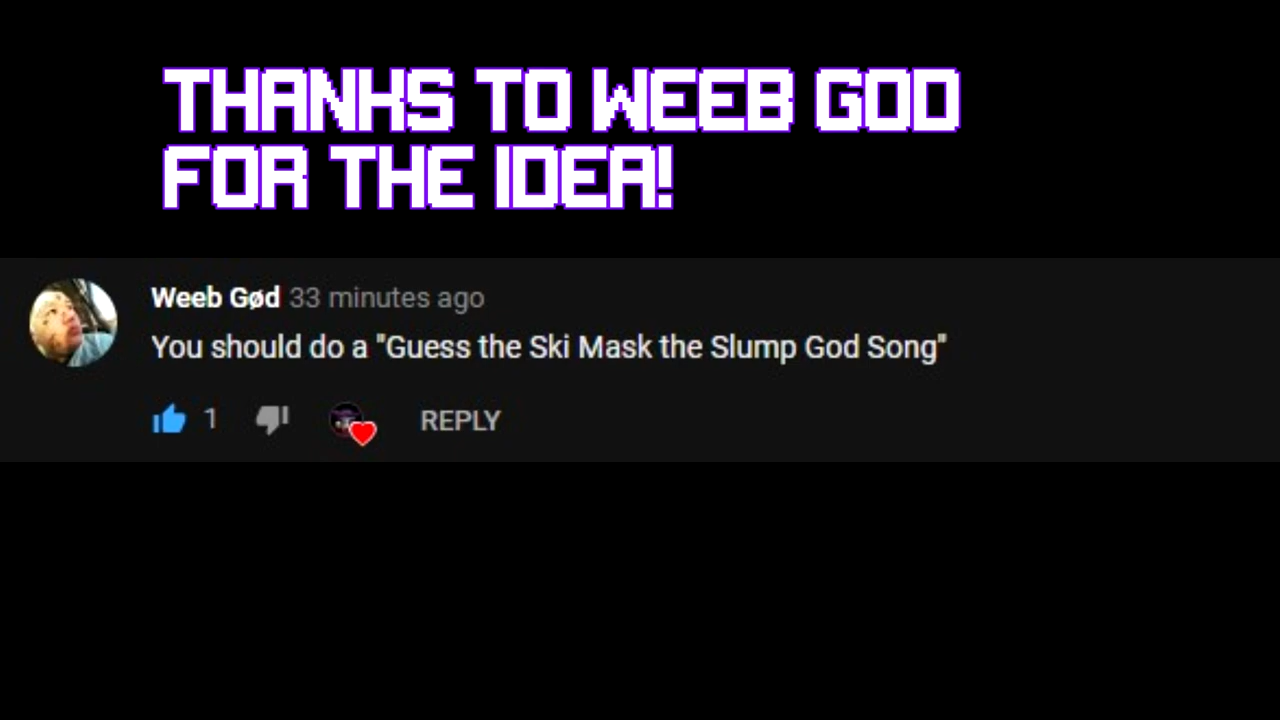 THANKS TO WEEB GOD
FOR THE IDEA!
Weeb Gød 33 minutes ago
You should do a "Guess the Ski Mask the Slump God Song"
1 REPLY